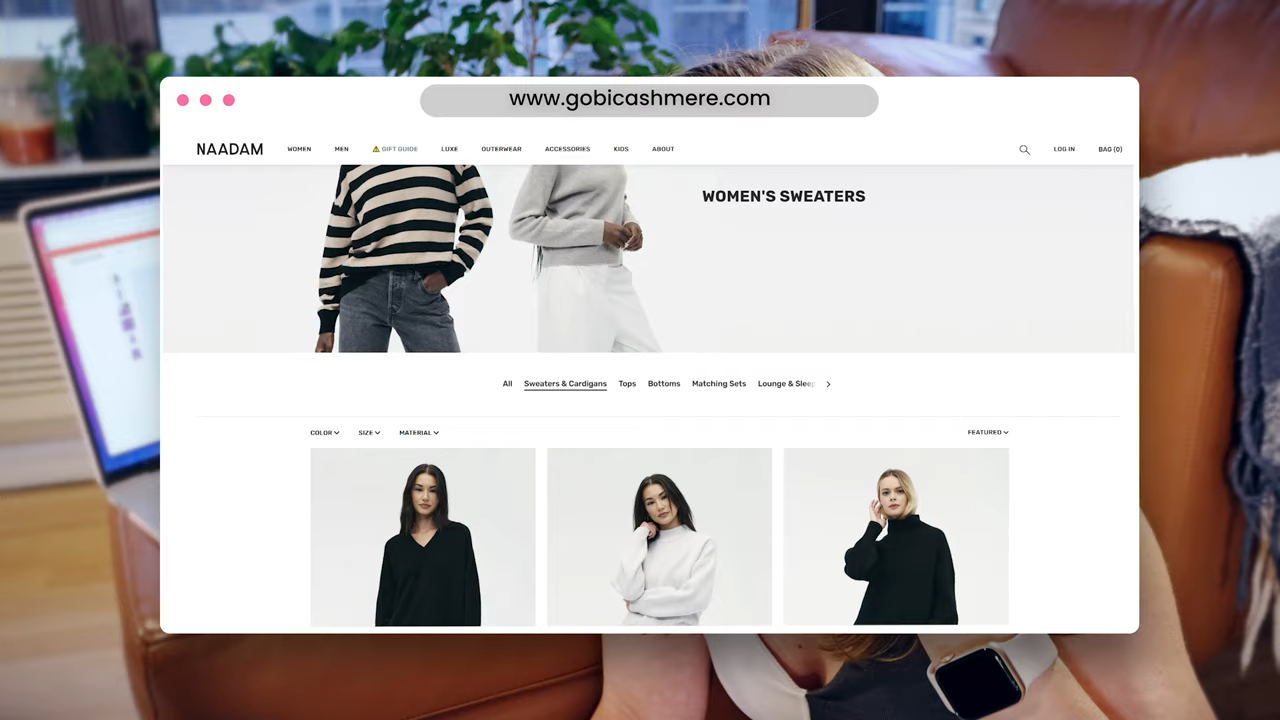 www.gobicashmere.com
NAADAM WOMEN MEN GIFT GUIDE LUXE OUTERWEAR ACCESSORIES KIDS ABOUT LOG IN BAG (0)
WOMEN'S SWEATERS
All Sweaters & Cardigans Tops Bottoms Matching Sets Lounge & Sleep
COLOR SIZE MATERIAL FEATURED